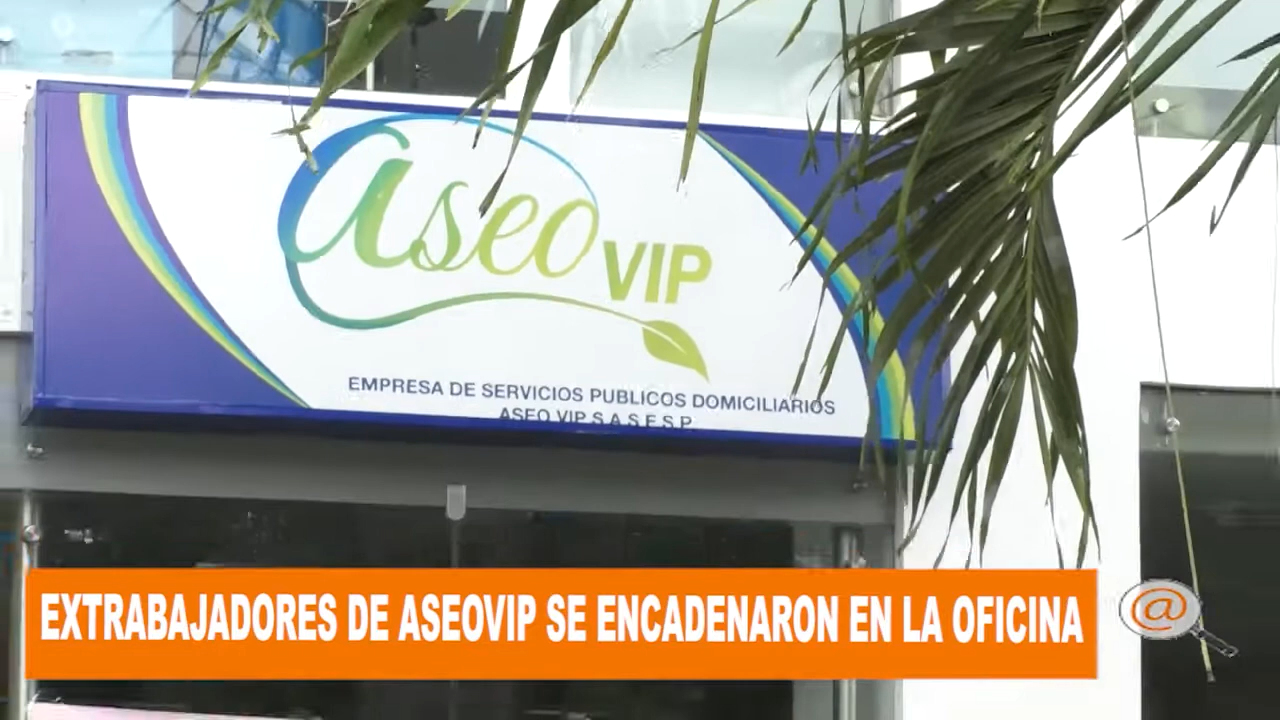 Aseo VIP
EMPRESA DE SERVICIOS PUBLICOS DOMICILIARIOS
ASEO VIP S.A.S E.S.P.
EXTRABAJADORES DE ASEOVIP SE ENCADENARON EN LA OFICINA
@